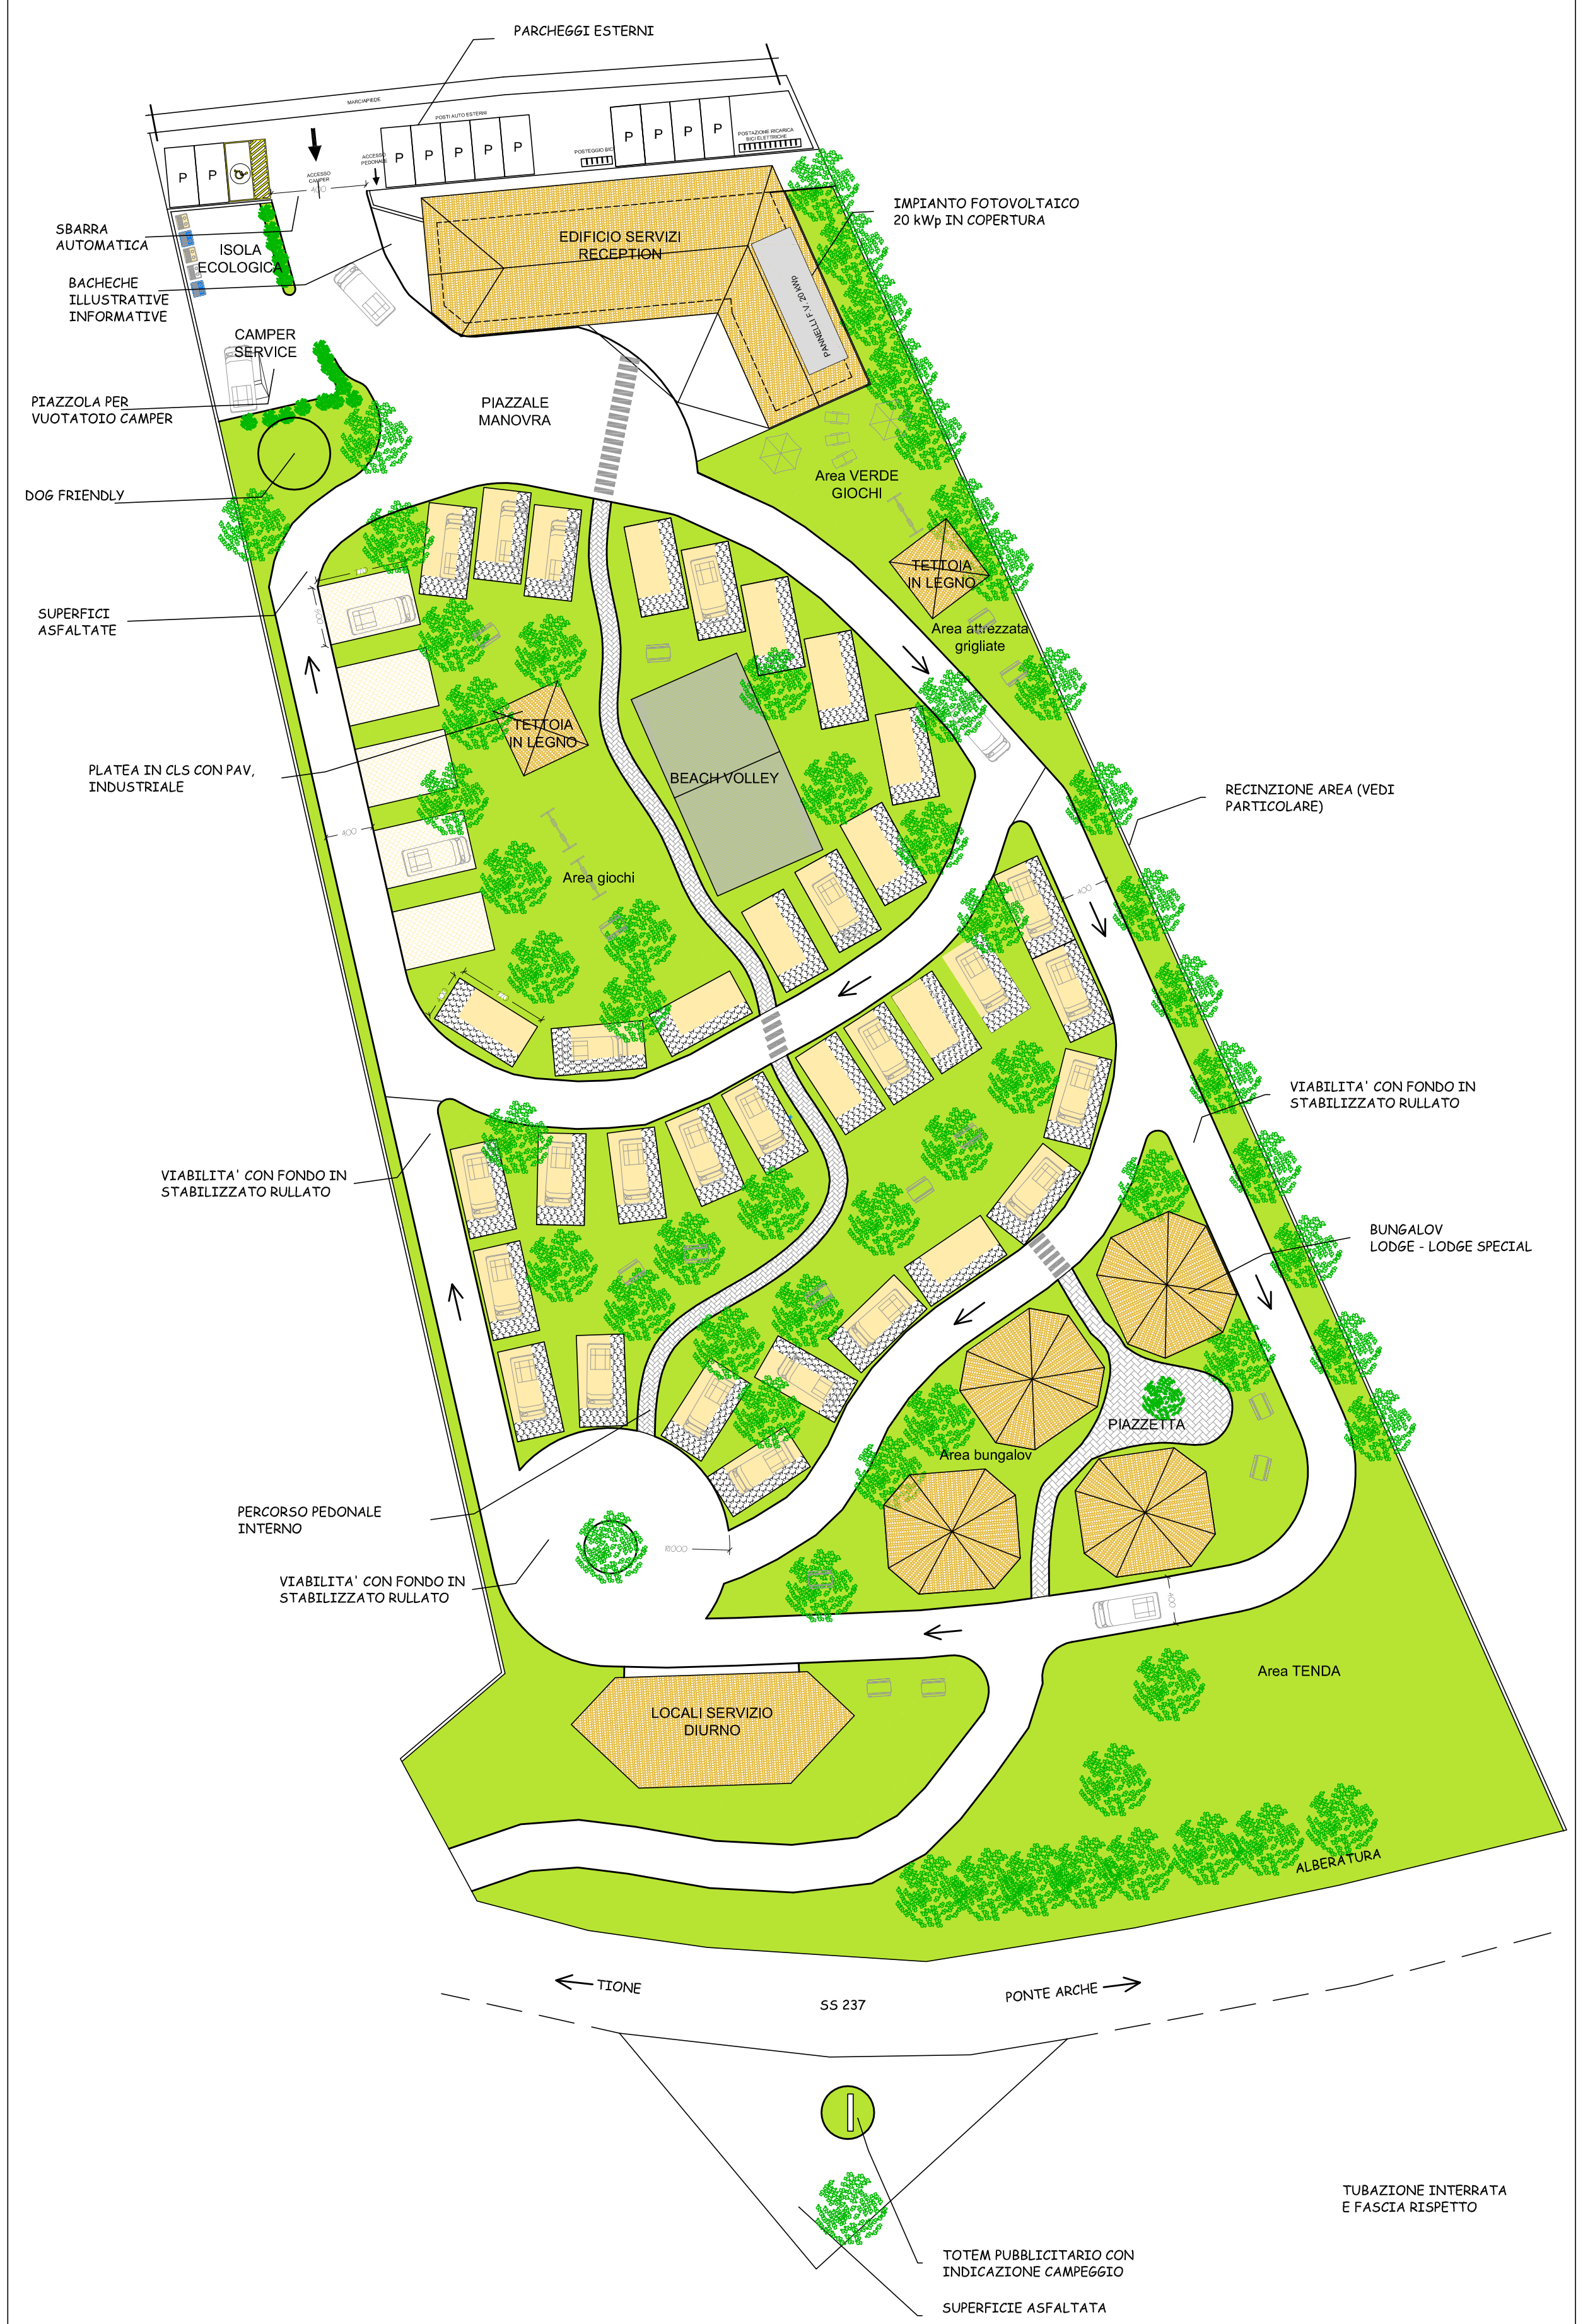 PARCHEGGI ESTERNI
MARCIAPIEDE
POSTI AUTO ESTERNI
P
P
P
P
P
P
P
P
P
POSTAZIONE RICARICA
BICI ELETTRICHE
POSTEGGIO BICI
ACCESSO
PEDONALE
P
P
ACCESSO
CAMPER
400
IMPIANTO FOTOVOLTAICO
20 kWp IN COPERTURA
SBARRA
AUTOMATICA
ISOLA
ECOLOGICA
EDIFICIO SERVIZI
RECEPTION
BACHECHE
ILLUSTRATIVE
INFORMATIVE
PANNELLI F.V. 20 kWp
CAMPER
SERVICE
PIAZZOLA PER
VUOTATOIO CAMPER
PIAZZALE
MANOVRA
DOG FRIENDLY
Area VERDE
GIOCHI
TETTOIA
IN LEGNO
SUPERFICI
ASFALTATE
Area attrezzata
grigliate
TETTOIA
IN LEGNO
PLATEA IN CLS CON PAV,
INDUSTRIALE
BEACH VOLLEY
RECINZIONE AREA (VEDI
PARTICOLARE)
400
Area giochi
400
VIABILITA' CON FONDO IN
STABILIZZATO RULLATO
VIABILITA' CON FONDO IN
STABILIZZATO RULLATO
BUNGALOV
LODGE - LODGE SPECIAL
PIAZZETTA
Area bungalov
PERCORSO PEDONALE
INTERNO
VIABILITA' CON FONDO IN
STABILIZZATO RULLATO
400
Area TENDA
LOCALI SERVIZIO
DIURNO
ALBERATURA
TIONE
PONTE ARCHE
SS 237
TUBAZIONE INTERRATA
E FASCIA RISPETTO
TOTEM PUBBLICITARIO CON
INDICAZIONE CAMPEGGIO
SUPERFICIE ASFALTATA